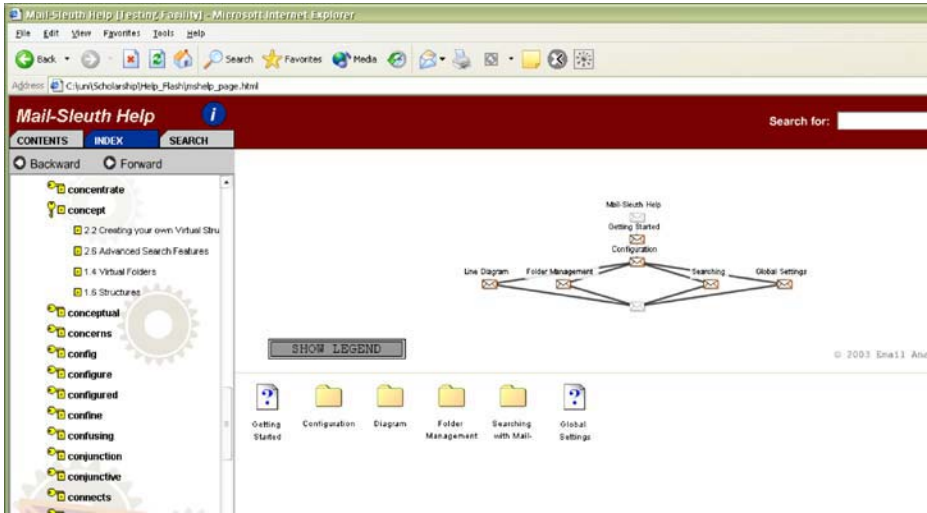 Mail-Sleuth Help [Testing Facility] - Microsoft Internet Explorer
File Edit View Favorites Tools Help
Back Search Favorites Media
Address C:\uni\Scholarship\Help_Flash\mshelp_page.html
Mail-Sleuth Help i
Search for:
CONTENTS INDEX SEARCH
Backward Forward
concentrate
concept
2.2 Creating your own Virtual Stru
2.6 Advanced Search Features
1.4 Virtual Folders
1.6 Structures
conceptual
concerns
config
configure
configured
confine
confusing
conjunction
conjunctive
connects
Mail-Sleuth Help
Getting Started
Configuration
Line Diagram Folder Management Searching Global Settings
SHOW LEGEND
© 2003 Email Ana
Getting Started
Configuration
Diagram
Folder Management
Searching with Mail-
Global Settings